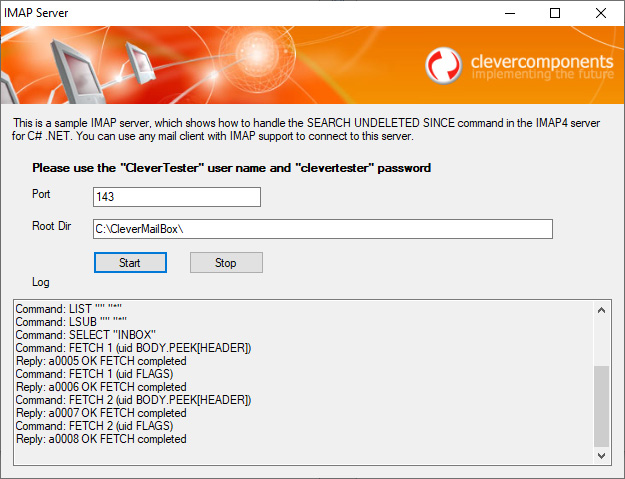 IMAP Server
clevercomponents
implementing the future
This is a sample IMAP server, which shows how to handle the SEARCH UNDELETED SINCE command in the IMAP4 server
for C# .NET. You can use any mail client with IMAP support to connect to this server.
Please use the "CleverTester" user name and "clevertester" password
Port
143
Root Dir
C:\CleverMailBox\
Start
Stop
Log
Command: LIST "" "*"
Command: LSUB "" "*"
Command: SELECT "INBOX"
Command: FETCH 1 (uid BODY.PEEK[HEADER])
Reply: a0005 OK FETCH completed
Command: FETCH 1 (uid FLAGS)
Reply: a0006 OK FETCH completed
Command: FETCH 2 (uid BODY.PEEK[HEADER])
Reply: a0007 OK FETCH completed
Command: FETCH 2 (uid FLAGS)
Reply: a0008 OK FETCH completed